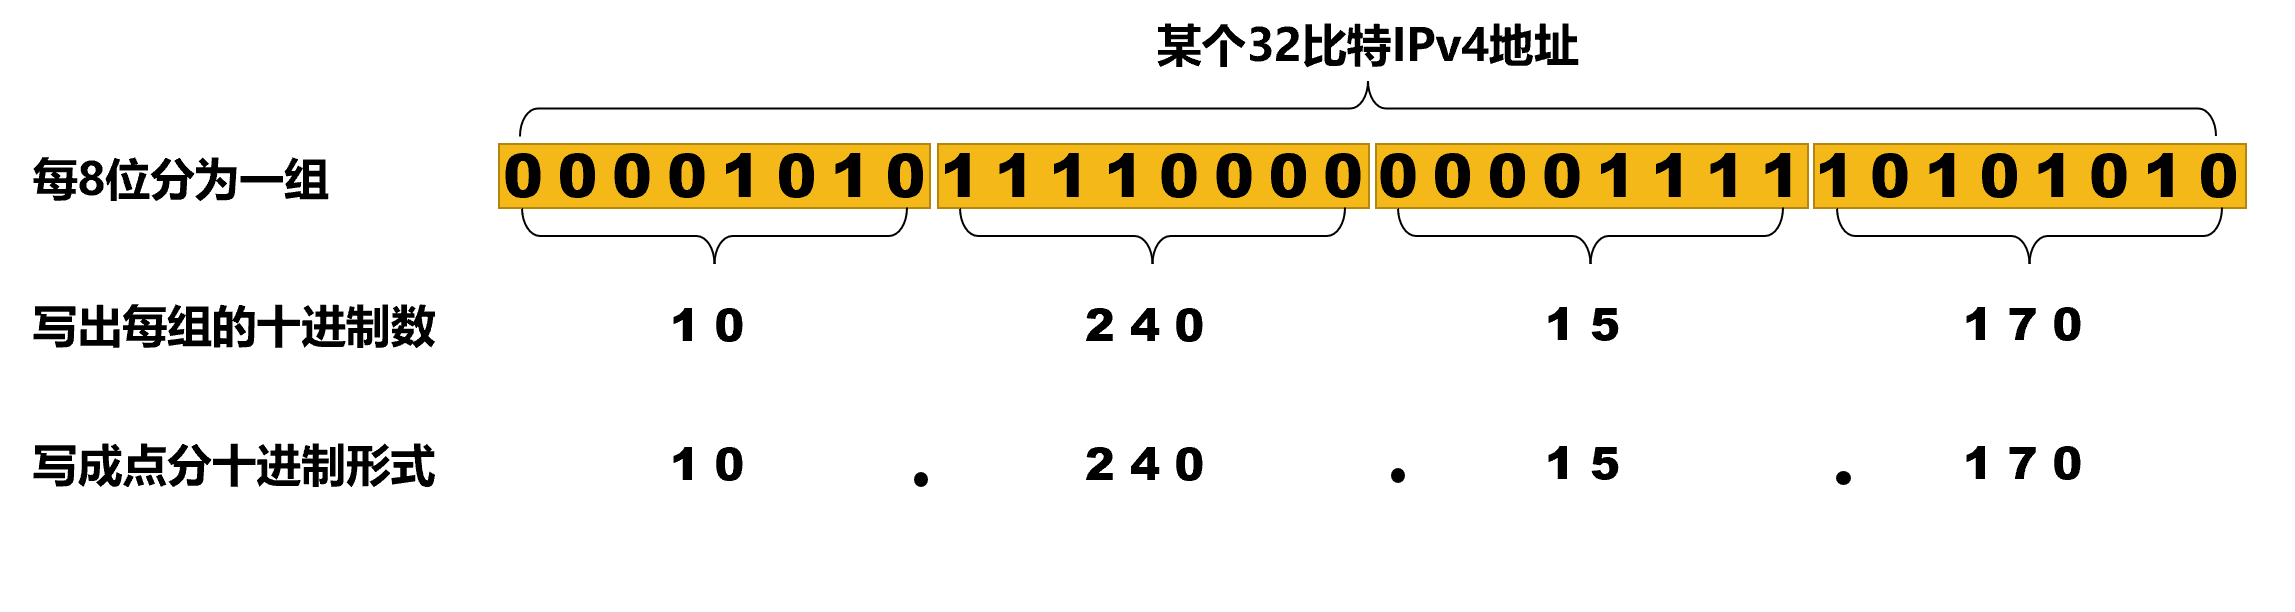 某个32比特IPv4地址
每8位分为一组 00001010 11110000 00001111 10101010
写出每组的十进制数 10 240 15 170
写成点分十进制形式 10 . 240 . 15 . 170